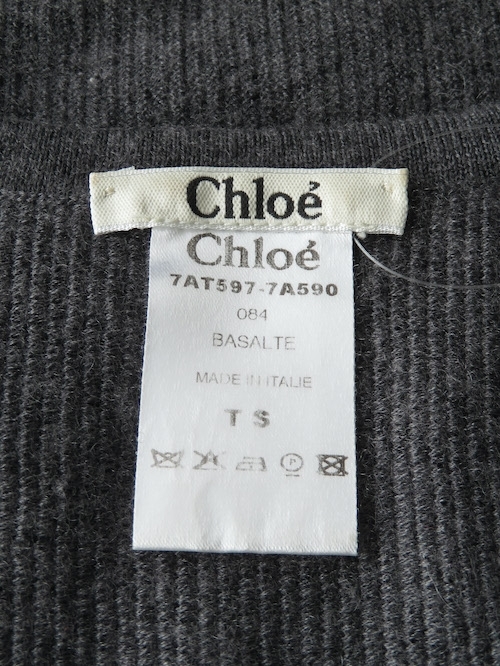 Chloé
Chloé
7AT597-7A590
084
BASALTE
MADE IN ITALIE
T S
P